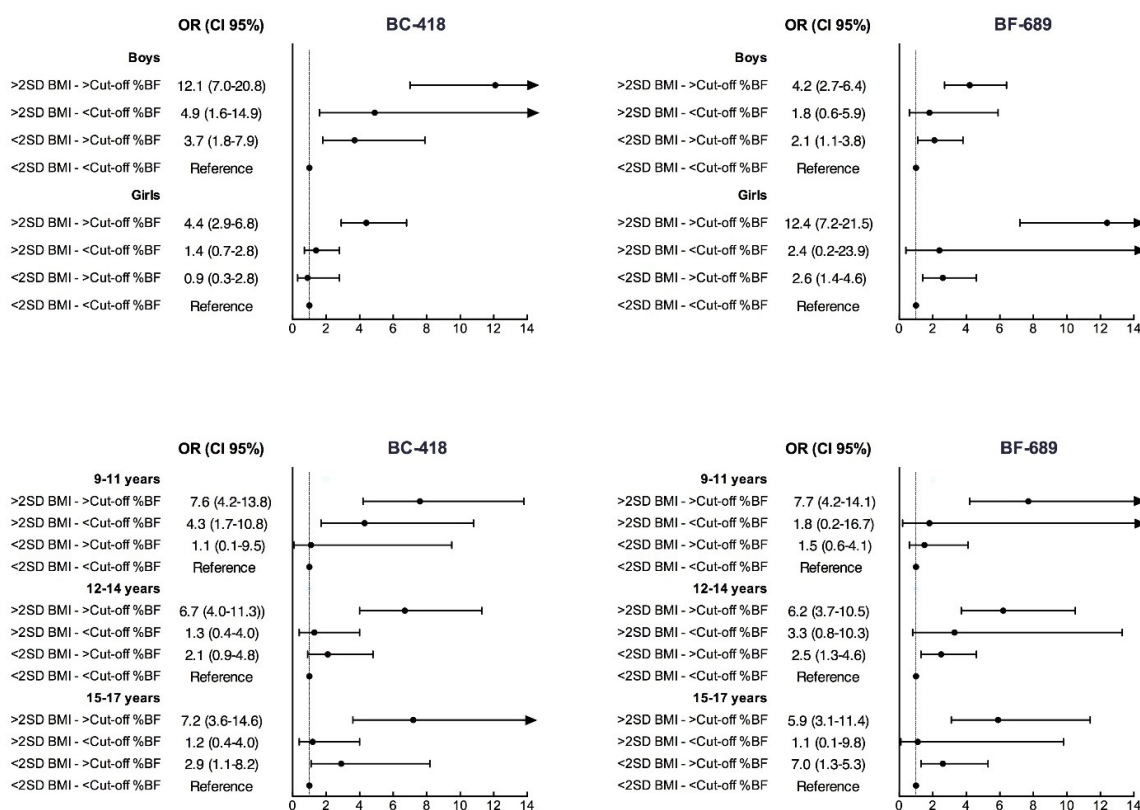 OR (CI 95%) BC-418
Boys
>2SD BMI - >Cut-off %BF 12.1 (7.0-20.8)
>2SD BMI - <Cut-off %BF 4.9 (1.6-14.9)
<2SD BMI - >Cut-off %BF 3.7 (1.8-7.9)
<2SD BMI - <Cut-off %BF Reference
Girls
>2SD BMI - >Cut-off %BF 4.4 (2.9-6.8)
>2SD BMI - <Cut-off %BF 1.4 (0.7-2.8)
<2SD BMI - >Cut-off %BF 0.9 (0.3-2.8)
<2SD BMI - <Cut-off %BF Reference
0 2 4 6 8 10 12 14
OR (CI 95%) BF-689
Boys
>2SD BMI - >Cut-off %BF 4.2 (2.7-6.4)
>2SD BMI - <Cut-off %BF 1.8 (0.6-5.9)
<2SD BMI - >Cut-off %BF 2.1 (1.1-3.8)
<2SD BMI - <Cut-off %BF Reference
Girls
>2SD BMI - >Cut-off %BF 12.4 (7.2-21.5)
>2SD BMI - <Cut-off %BF 2.4 (0.2-23.9)
<2SD BMI - >Cut-off %BF 2.6 (1.4-4.6)
<2SD BMI - <Cut-off %BF Reference
0 2 4 6 8 10 12 14
OR (CI 95%) BC-418
9-11 years
>2SD BMI - >Cut-off %BF 7.6 (4.2-13.8)
>2SD BMI - <Cut-off %BF 4.3 (1.7-10.8)
<2SD BMI - >Cut-off %BF 1.1 (0.1-9.5)
<2SD BMI - <Cut-off %BF Reference
12-14 years
>2SD BMI - >Cut-off %BF 6.7 (4.0-11.3))
>2SD BMI - <Cut-off %BF 1.3 (0.4-4.0)
<2SD BMI - >Cut-off %BF 2.1 (0.9-4.8)
<2SD BMI - <Cut-off %BF Reference
15-17 years
>2SD BMI - >Cut-off %BF 7.2 (3.6-14.6)
>2SD BMI - <Cut-off %BF 1.2 (0.4-4.0)
<2SD BMI - >Cut-off %BF 2.9 (1.1-8.2)
<2SD BMI - <Cut-off %BF Reference
0 2 4 6 8 10 12 14
OR (CI 95%) BF-689
9-11 years
>2SD BMI - >Cut-off %BF 7.7 (4.2-14.1)
>2SD BMI - <Cut-off %BF 1.8 (0.2-16.7)
<2SD BMI - >Cut-off %BF 1.5 (0.6-4.1)
<2SD BMI - <Cut-off %BF Reference
12-14 years
>2SD BMI - >Cut-off %BF 6.2 (3.7-10.5)
>2SD BMI - <Cut-off %BF 3.3 (0.8-10.3)
<2SD BMI - >Cut-off %BF 2.5 (1.3-4.6)
<2SD BMI - <Cut-off %BF Reference
15-17 years
>2SD BMI - >Cut-off %BF 5.9 (3.1-11.4)
>2SD BMI - <Cut-off %BF 1.1 (0.1-9.8)
<2SD BMI - >Cut-off %BF 7.0 (1.3-5.3)
<2SD BMI - <Cut-off %BF Reference
0 2 4 6 8 10 12 14